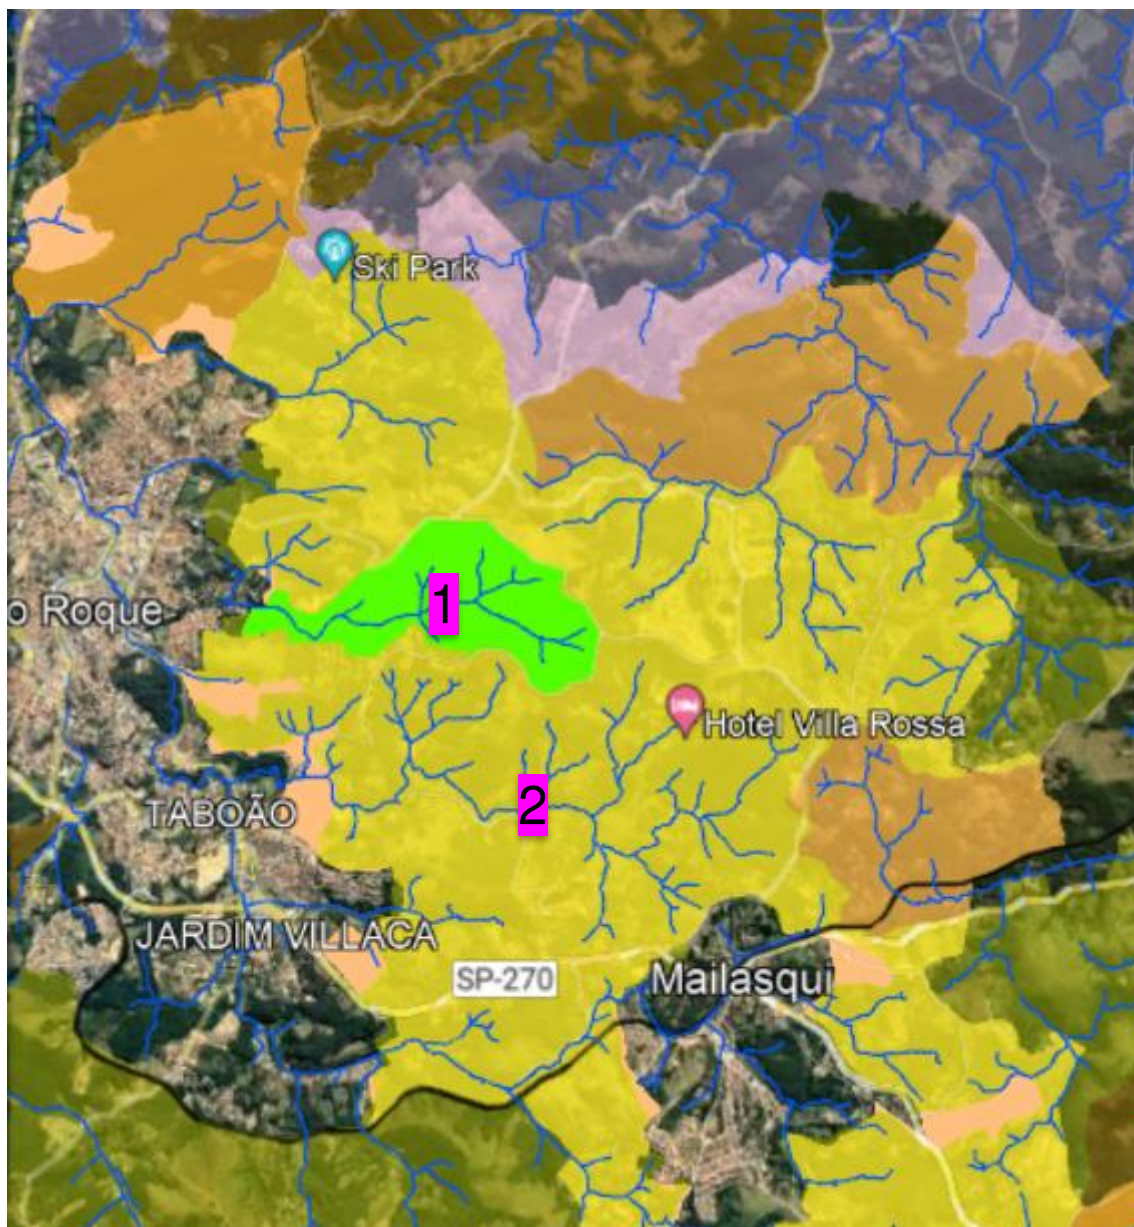 Ski Park
1
o Roque
Hotel Villa Rossa
2
TABOÃO
JARDIM VILLACA
SP-270
Mailasqui